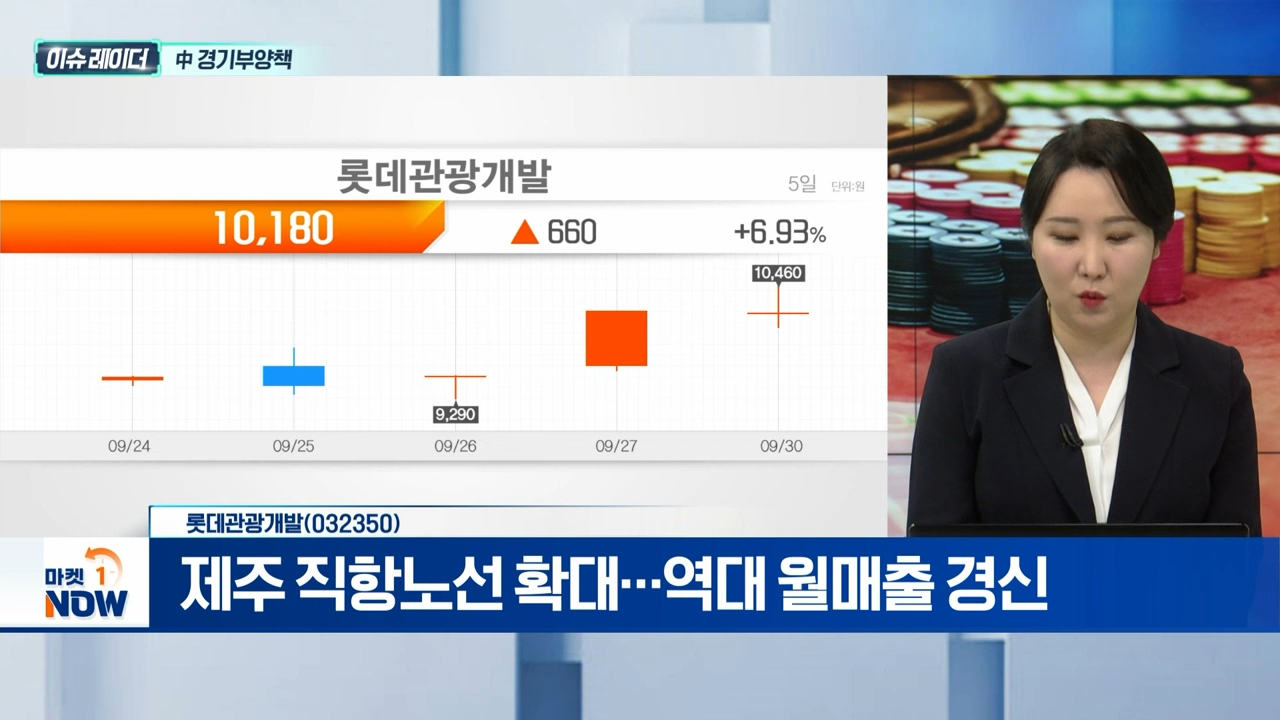 이슈레이더 中 경기부양책
롯데관광개발
5일 단위:원
10,180 ▲ 660 +6.93%
10,460
9,290
09/24 09/25 09/26 09/27 09/30
롯데관광개발(032350)
마켓 1
NOW
제주 직항노선 확대…역대 월매출 경신